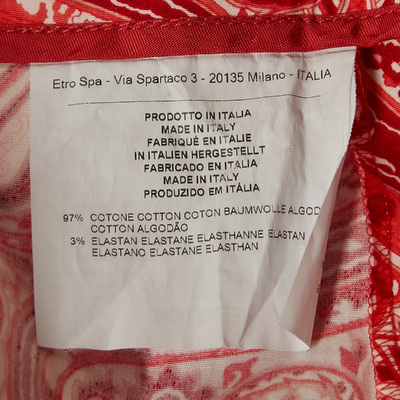 Etro Spa - Via Spartaco 3 - 20135 Milano - ITALIA
PRODOTTO IN ITALIA
MADE IN ITALY
FABRIQUÉ EN ITALIE
IN ITALIEN HERGESTELLT
FABRICADO EN ITALIA
MADE IN ITALY
PRODUZIDO EM ITÁLIA
97% COTONE COTTON COTON BAUMWOLLE ALGOD
COTTON ALGODÃO
3% ELASTAN ELASTANE ELASTHANNE ELASTAN
ELASTANO ELASTANE ELASTHAN